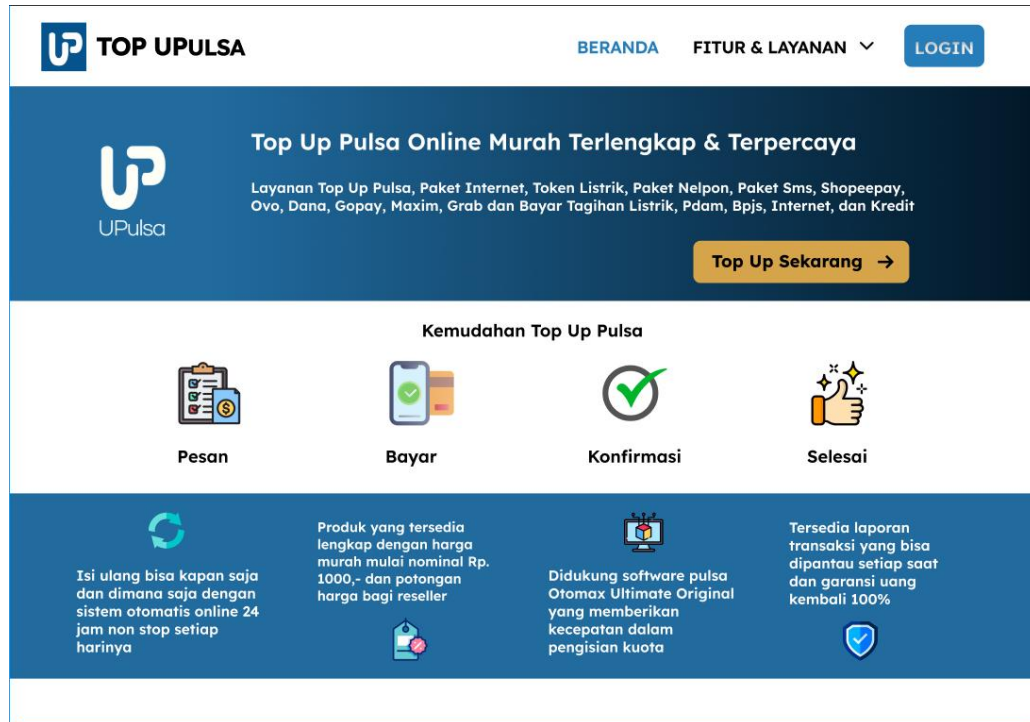 UP TOP UPULSA
BERANDA
FITUR & LAYANAN
LOGIN
UP
UPulsa
Top Up Pulsa Online Murah Terlengkap & Terpercaya
Layanan Top Up Pulsa, Paket Internet, Token Listrik, Paket Nelpon, Paket Sms, Shopeepay,
Ovo, Dana, Gopay, Maxim, Grab dan Bayar Tagihan Listrik, Pdam, Bpjs, Internet, dan Kredit
Top Up Sekarang →
Kemudahan Top Up Pulsa
Pesan
Bayar
Konfirmasi
Selesai
Isi ulang bisa kapan saja
dan dimana saja dengan
sistem otomatis online 24
jam non stop setiap
harinya
Produk yang tersedia
lengkap dengan harga
murah mulai nominal Rp.
1000,- dan potongan
harga bagi reseller
Didukung software pulsa
Otomax Ultimate Original
yang memberikan
kecepatan dalam
pengisian kuota
Tersedia laporan
transaksi yang bisa
dipantau setiap saat
dan garansi uang
kembali 100%